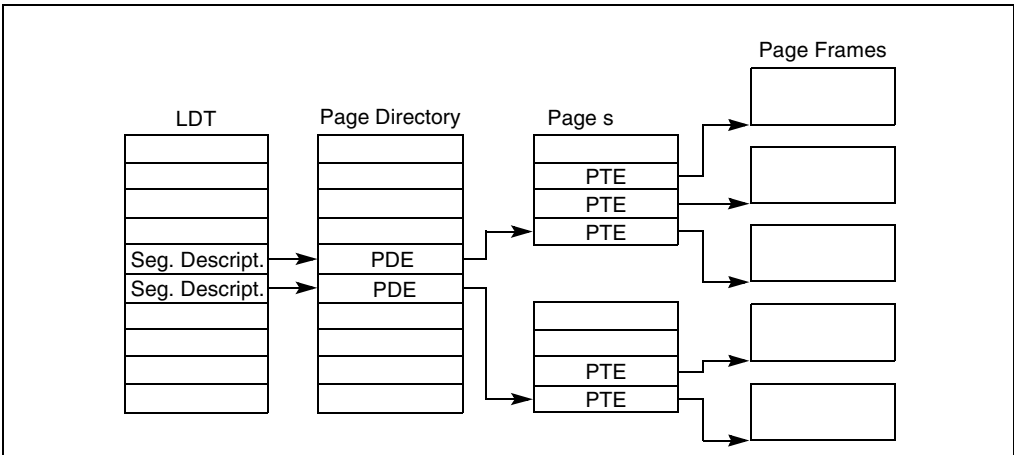 Page Frames
LDT
Page Directory
Page s
PTE
PTE
PTE
Seg. Descript.
PDE
Seg. Descript.
PDE
PTE
PTE